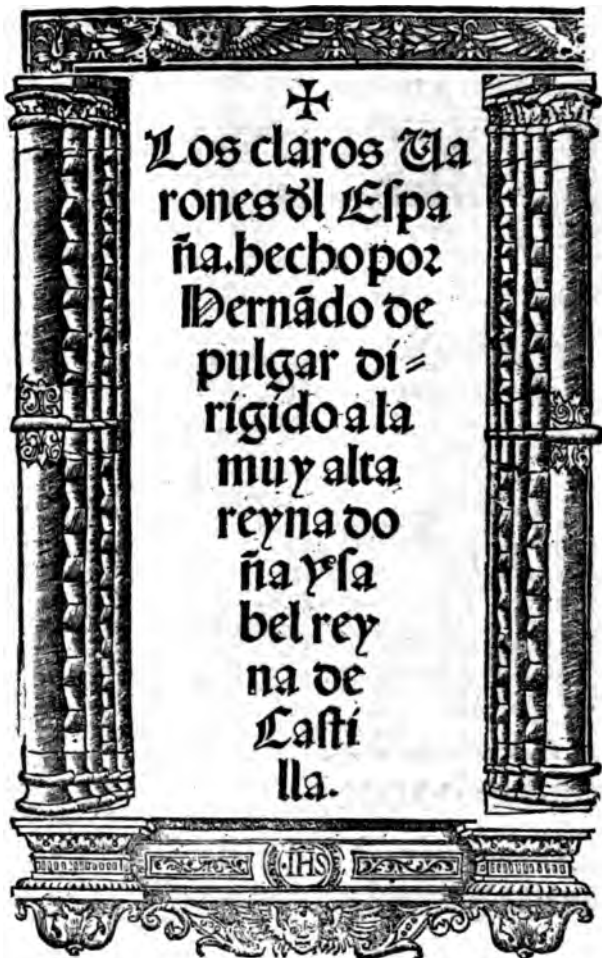 ✠
Los claros Ua
rones dl Eſpa
ña. hecho por
Hernãdo de
pulgar di⸗
rigido a la
muy alta
reyna do
ña yſa
bel rey
na de
Caſti
lla.
·IHS·